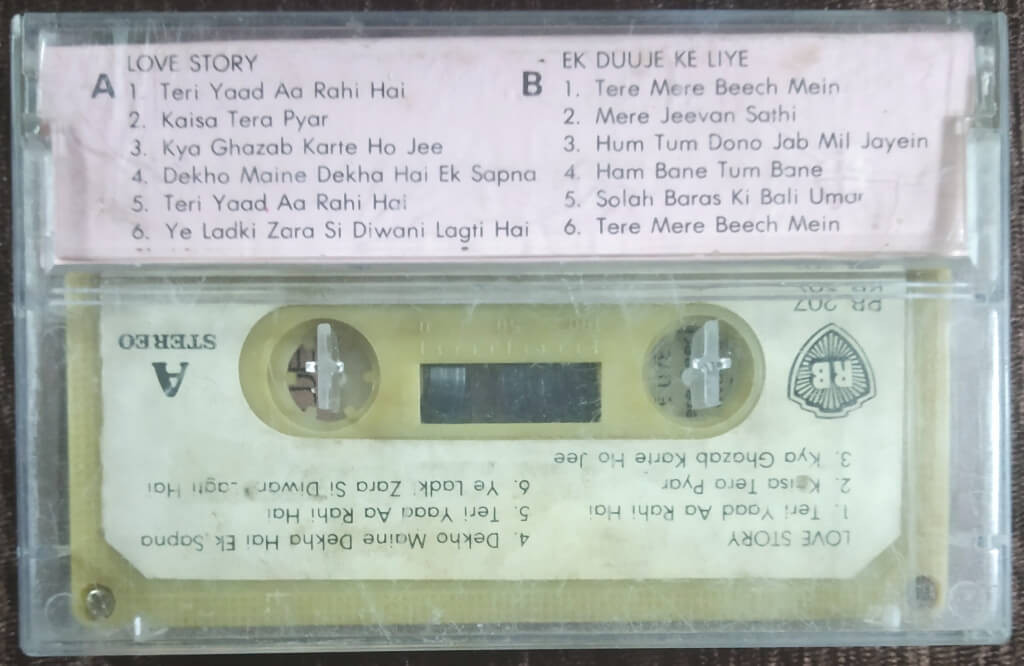 A
LOVE STORY
1 Teri Yaad Aa Rahi Hai
2. Kaisa Tera Pyar
3. Kya Ghazab Karte Ho Jee
4. Dekho Maine Dekha Hai Ek Sapna
5. Teri Yaad Aa Rahi Hai
6. Ye Ladki Zara Si Diwani Lagti Hai
B
EK DUUJE KE LIYE
1. Tere Mere Beech Mein
2. Mere Jeevan Sathi
3. Hum Tum Dono Jab Mil Jayein
4. Ham Bane Tum Bane
5. Solah Baras Ki Bali Umar
6. Tere Mere Beech Mein
LOVE STORY
1. Teri Yaad Aa Rahi Hai
2. Kaisa Tera Pyar
3. Kya Ghazab Karte Ho Jee
4. Dekho Maine Dekha Hai Ek Sapna
5. Teri Yaad Aa Rahi Hai
6. Ye Ladki Zara Si Diwani Lagti Hai
RB
A
STEREO
207